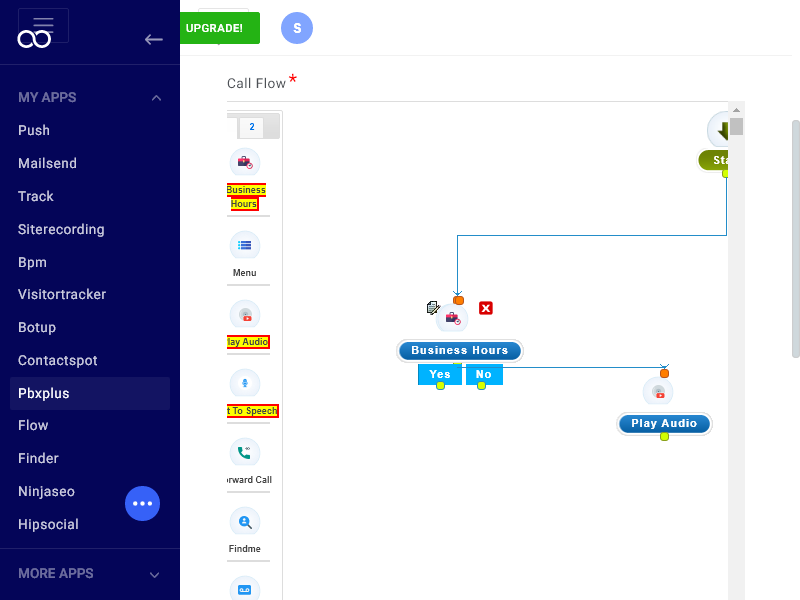 UPGRADE!
S
MY APPS
Push
Mailsend
Track
Siterecording
Bpm
Visitortracker
Botup
Contactspot
Pbxplus
Flow
Finder
Ninjaseo
Hipsocial
MORE APPS
Call Flow*
2
Business
Hours
Menu
lay Audio
t To Speech
orward Call
Findme
Sta
Business Hours
Yes No
Play Audio